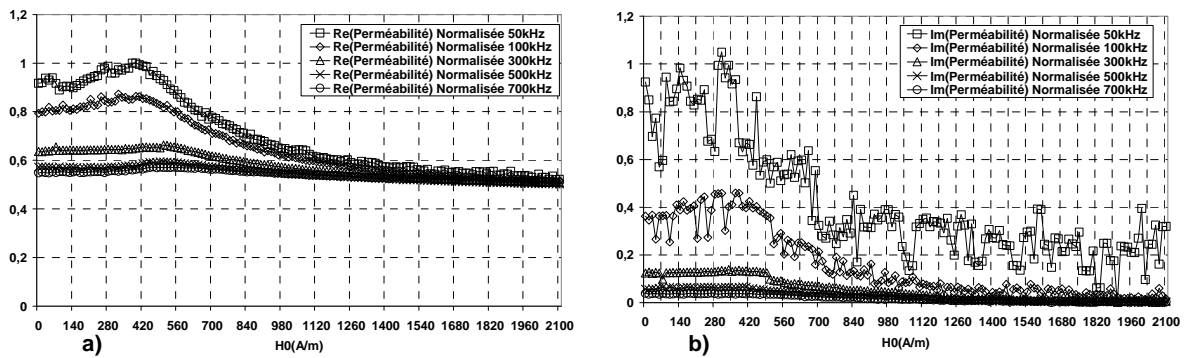 1,2
1
0,8
0,6
0,4
0,2
0
0 140 280 420 560 700 840 980 1120 1260 1400 1540 1680 1820 1960 2100
H0(A/m)
a)
Re(Perméabilité) Normalisée 50kHz
Re(Perméabilité) Normalisée 100kHz
Re(Perméabilité) Normalisée 300kHz
Re(Perméabilité) Normalisée 500kHz
Re(Perméabilité) Normalisée 700kHz
1,2
1
0,8
0,6
0,4
0,2
0
0 140 280 420 560 700 840 980 1120 1260 1400 1540 1680 1820 1960 2100
H0(A/m)
b)
Im(Perméabilité) Normalisée 50kHz
Im(Perméabilité) Normalisée 100kHz
Im(Perméabilité) Normalisée 300kHz
Im(Perméabilité) Normalisée 500kHz
Im(Perméabilité) Normalisée 700kHz